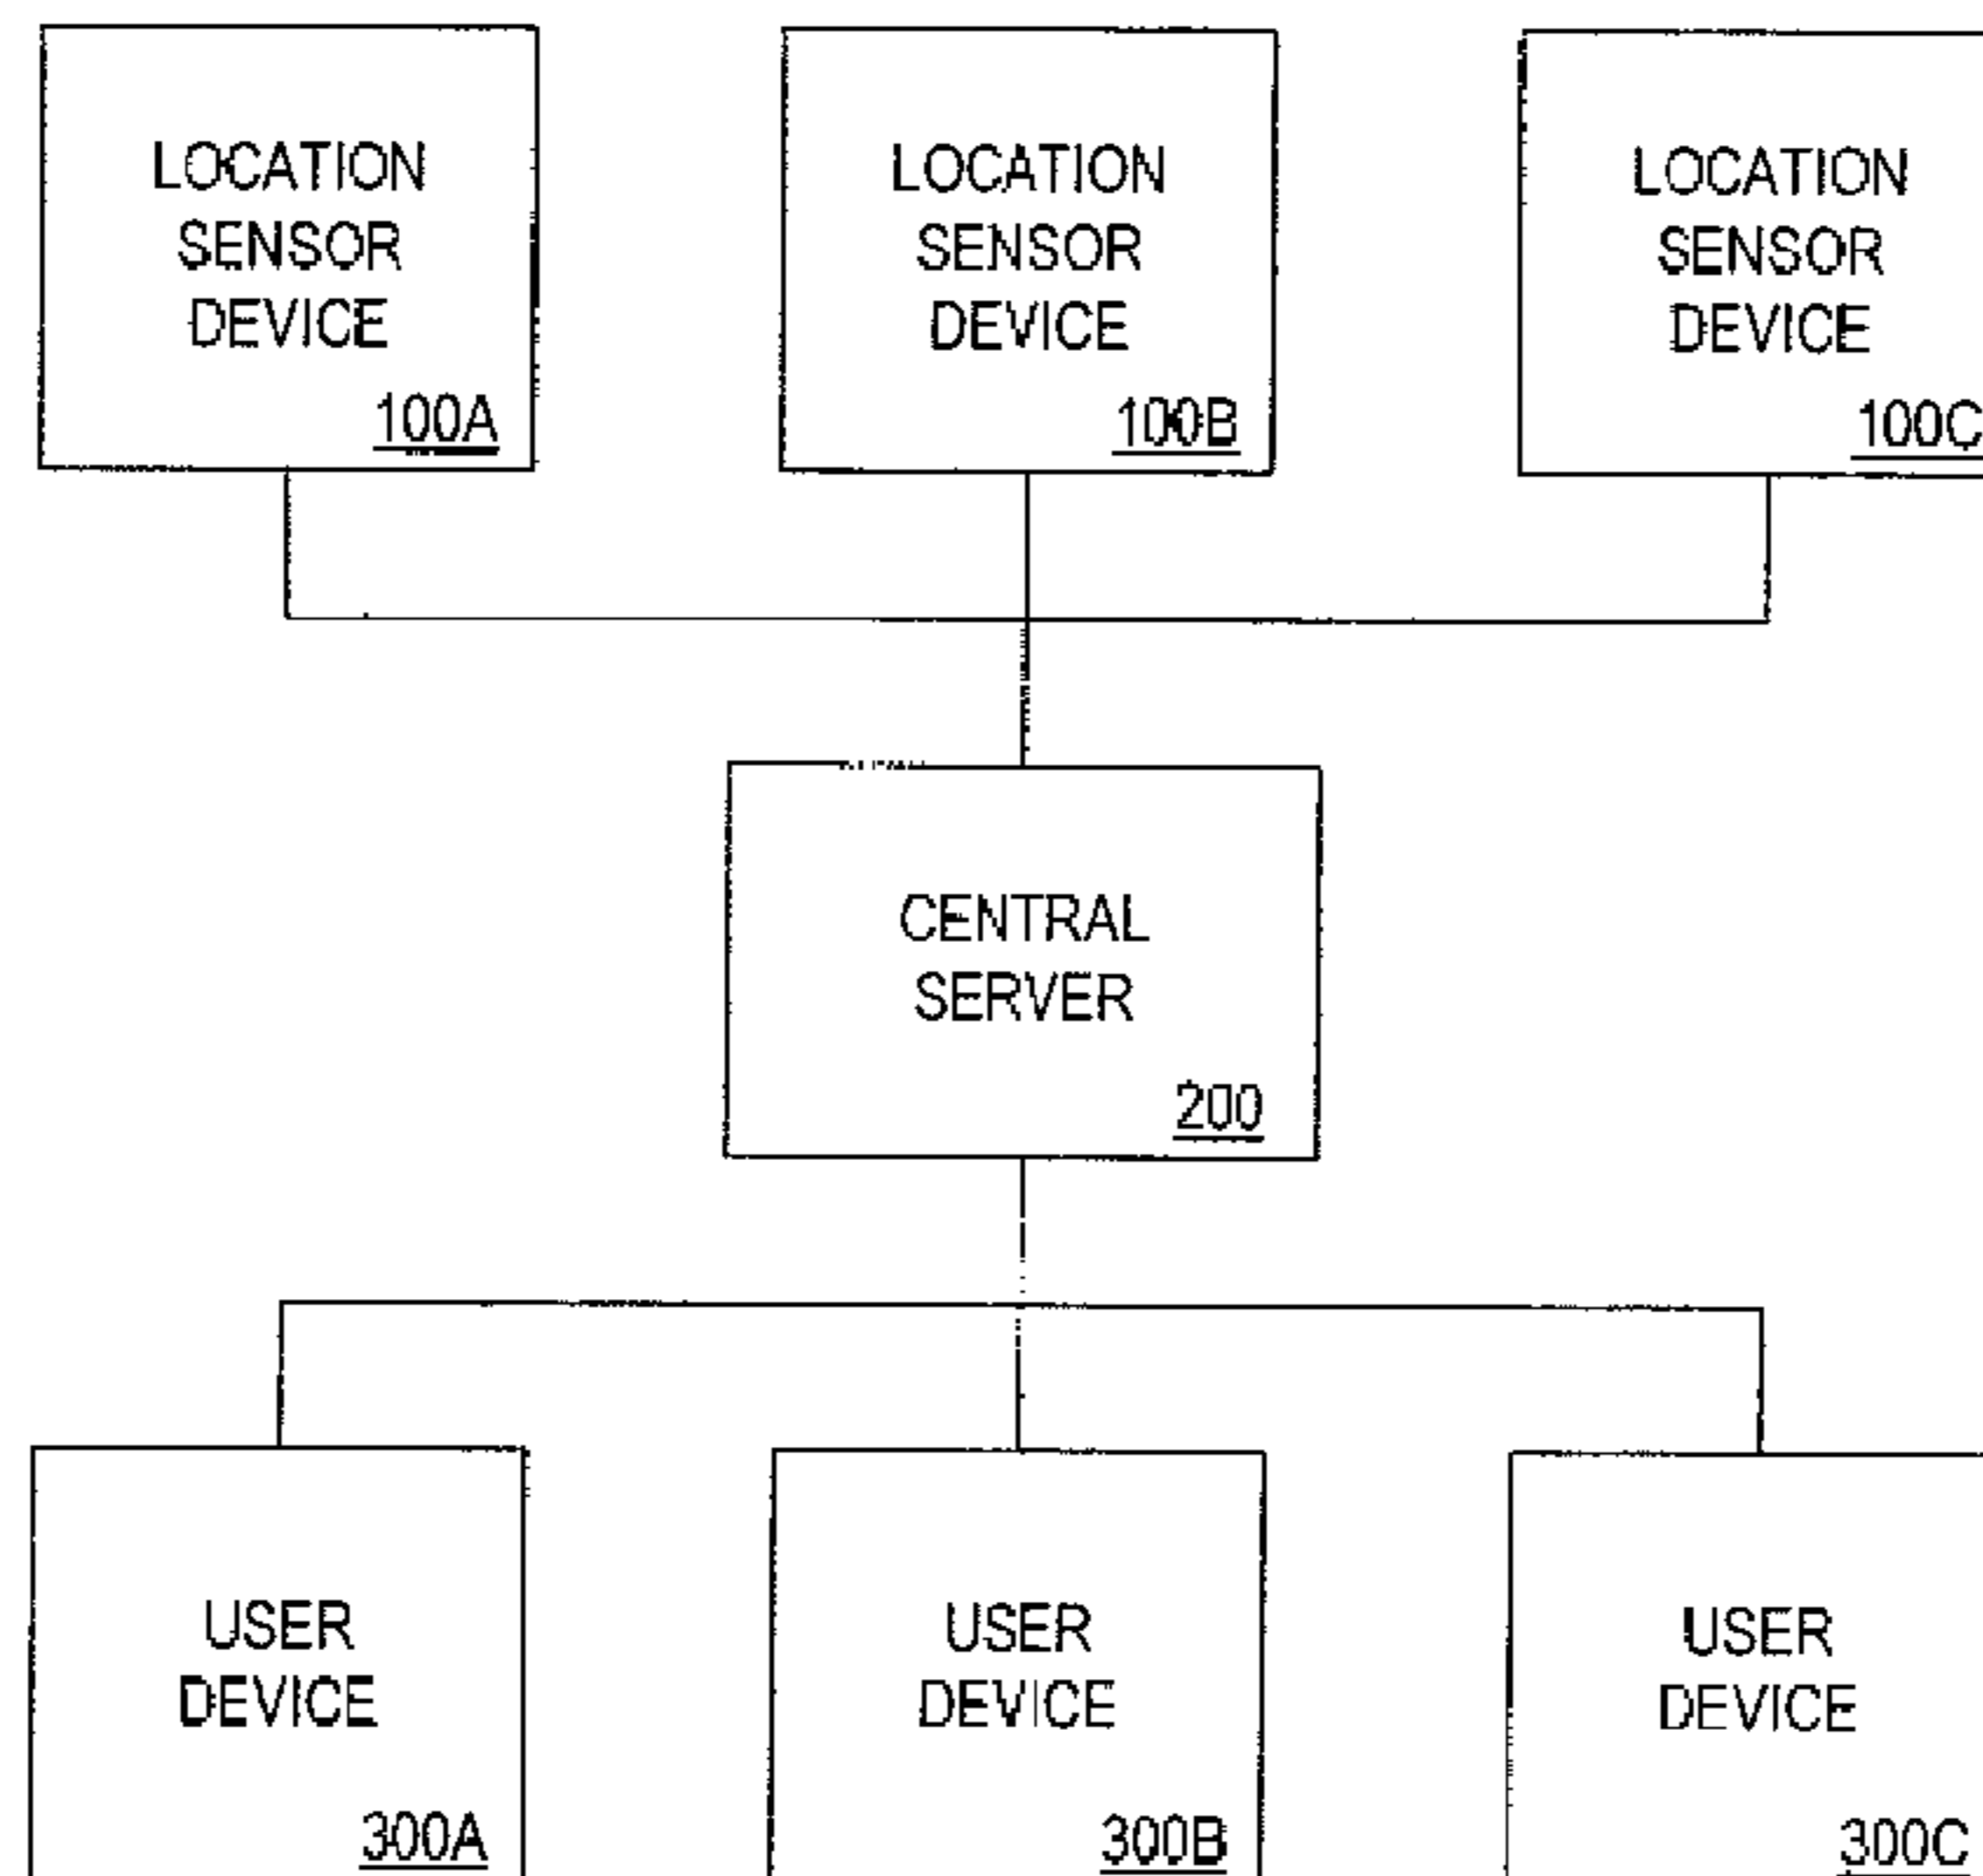 LOCATION
SENSOR
DEVICE
100A
LOCATION
SENSOR
DEVICE
100B
LOCATION
SENSOR
DEVICE
100C
CENTRAL
SERVER
200
USER
DEVICE
300A
USER
DEVICE
300B
USER
DEVICE
300C